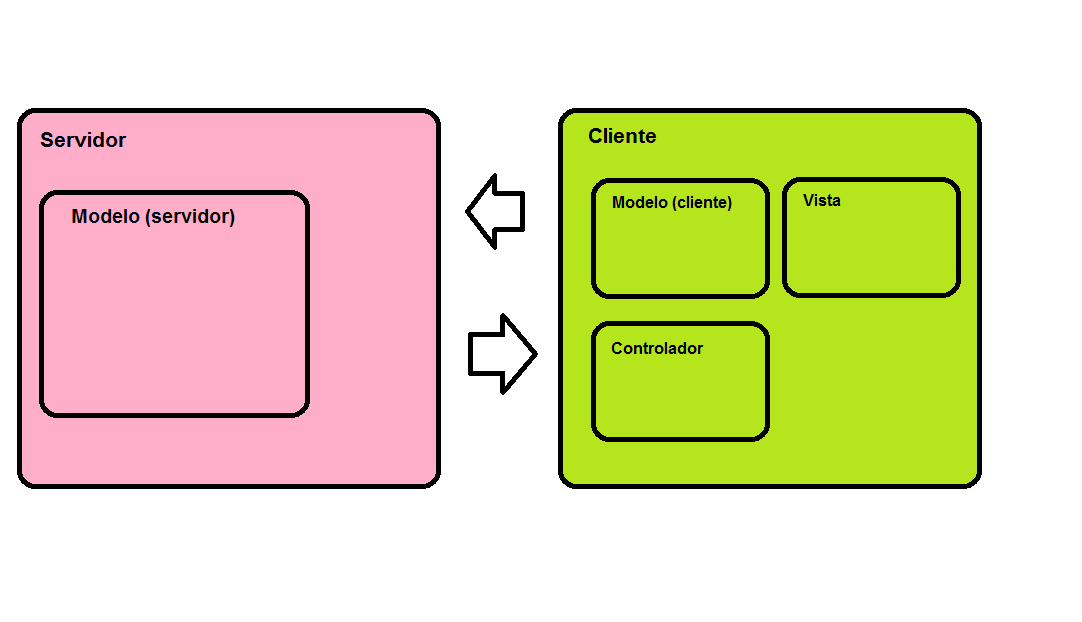 Servidor
Modelo (servidor)
Cliente
Modelo (cliente)
Vista
Controlador